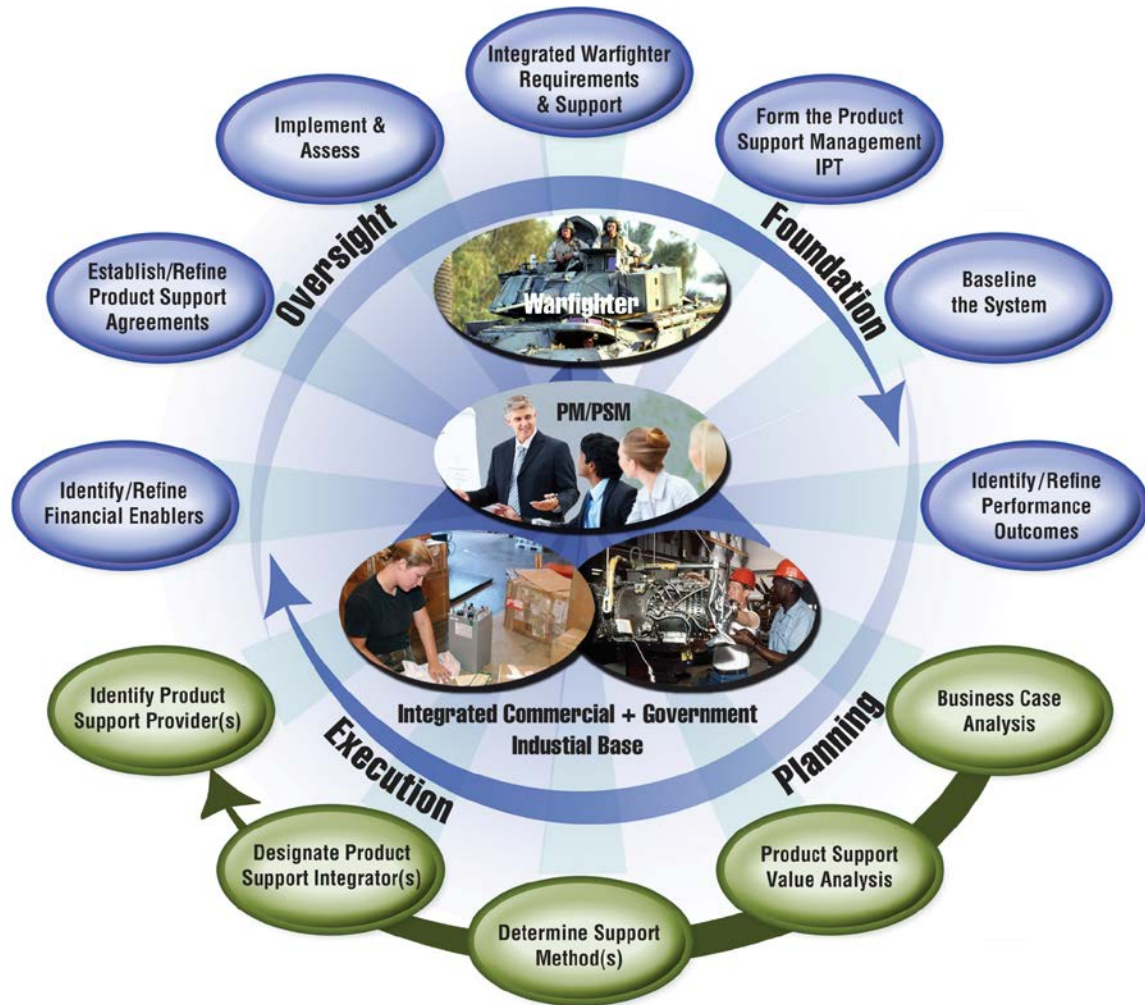 Integrated Warfighter
Requirements
& Support
Form the Product
Support Management
IPT
Baseline
the System
Identify/Refine
Performance
Outcomes
Business Case
Analysis
Product Support
Value Analysis
Determine Support
Method(s)
Designate Product
Support Integrator(s)
Identify Product
Support Provider(s)
Identify/Refine
Financial Enablers
Establish/Refine
Product Support
Agreements
Implement &
Assess
Oversight
Foundation
Planning
Execution
Warfighter
PM/PSM
Integrated Commercial + Government
Industial Base